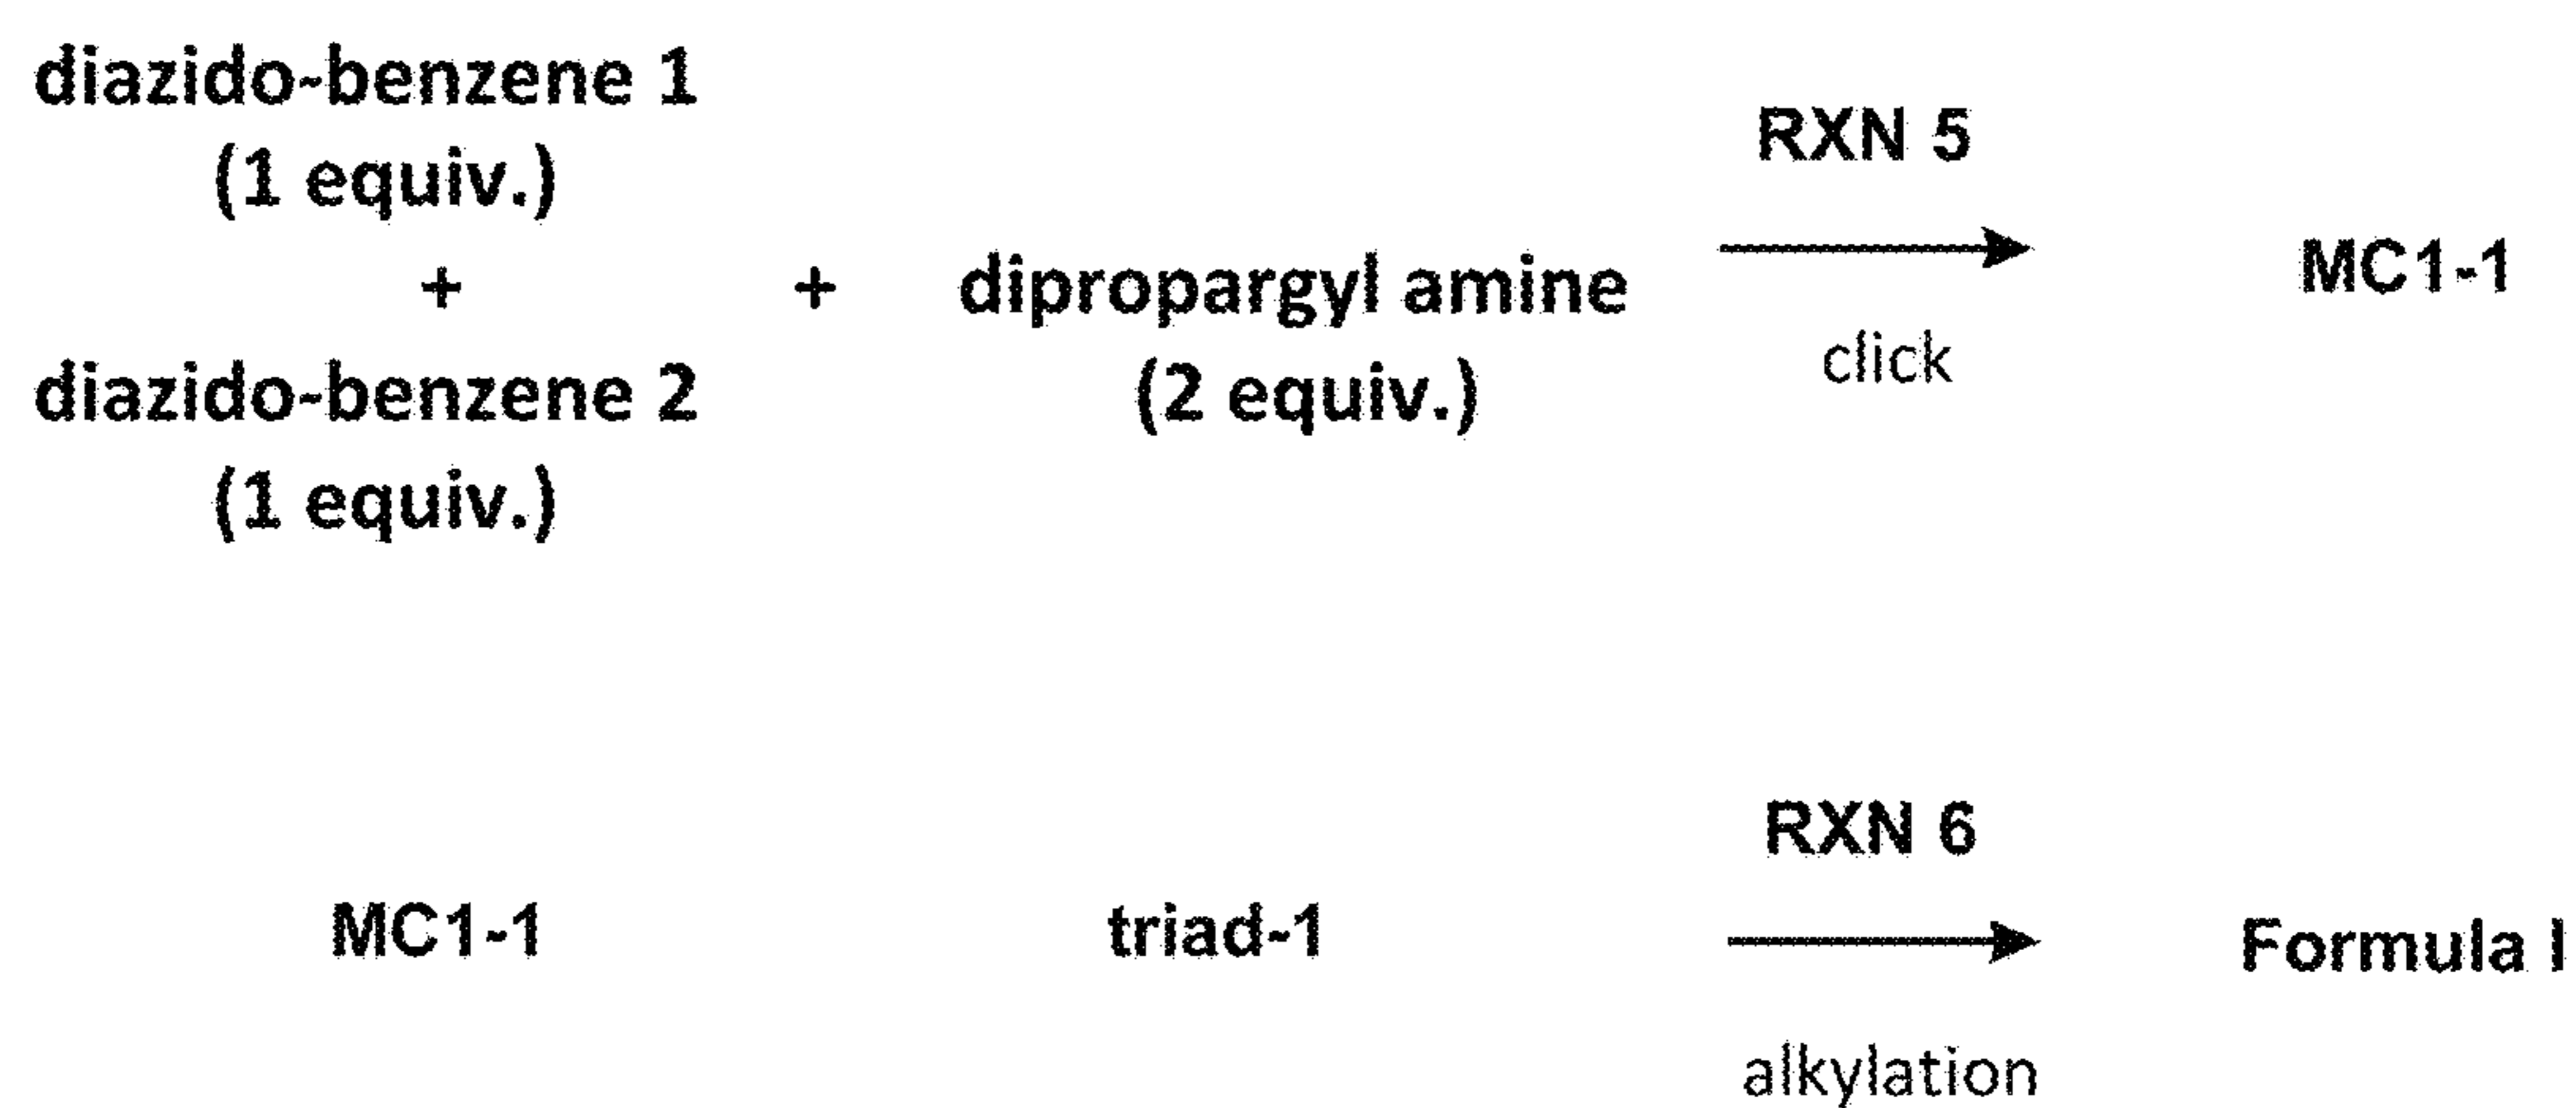 diazido-benzene 1
(1 equiv.)
+
diazido-benzene 2
(1 equiv.)
+
dipropargyl amine
(2 equiv.)
RXN 5
click
MC1-1
MC1-1
triad-1
RXN 6
alkylation
Formula I